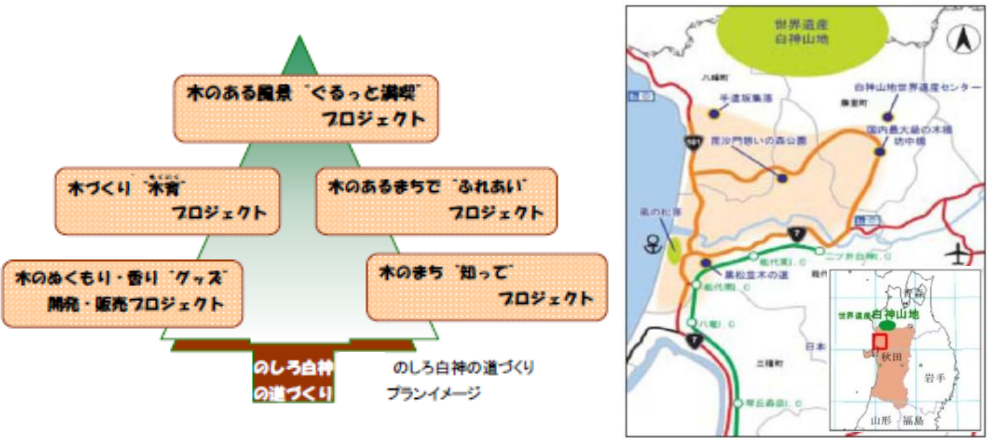 木のある風景 “ぐるっと満喫”
プロジェクト
木づくり “木育”
プロジェクト
木のあるまちで “ふれあい”
プロジェクト
木のぬくもり・香り “グッズ”
開発・販売プロジェクト
木のまち “知って”
プロジェクト
のしろ白神
の道づくり
のしろ白神の道づくり
プランイメージ
世界遺産
白神山地
八峰町
手這坂集落
藤里町
白神山地世界遺産センター
国内最大級の木橋
坊中橋
毘沙門憩いの森公園
101
風の松原
7
能代東I.C
二ツ井白神I.C
黒松並木の道
能代南I.C
八竜I.C
7
三種町
日本
琴丘森岳I.C
青森
世界遺産白神山地
秋田
岩手
山形
福島